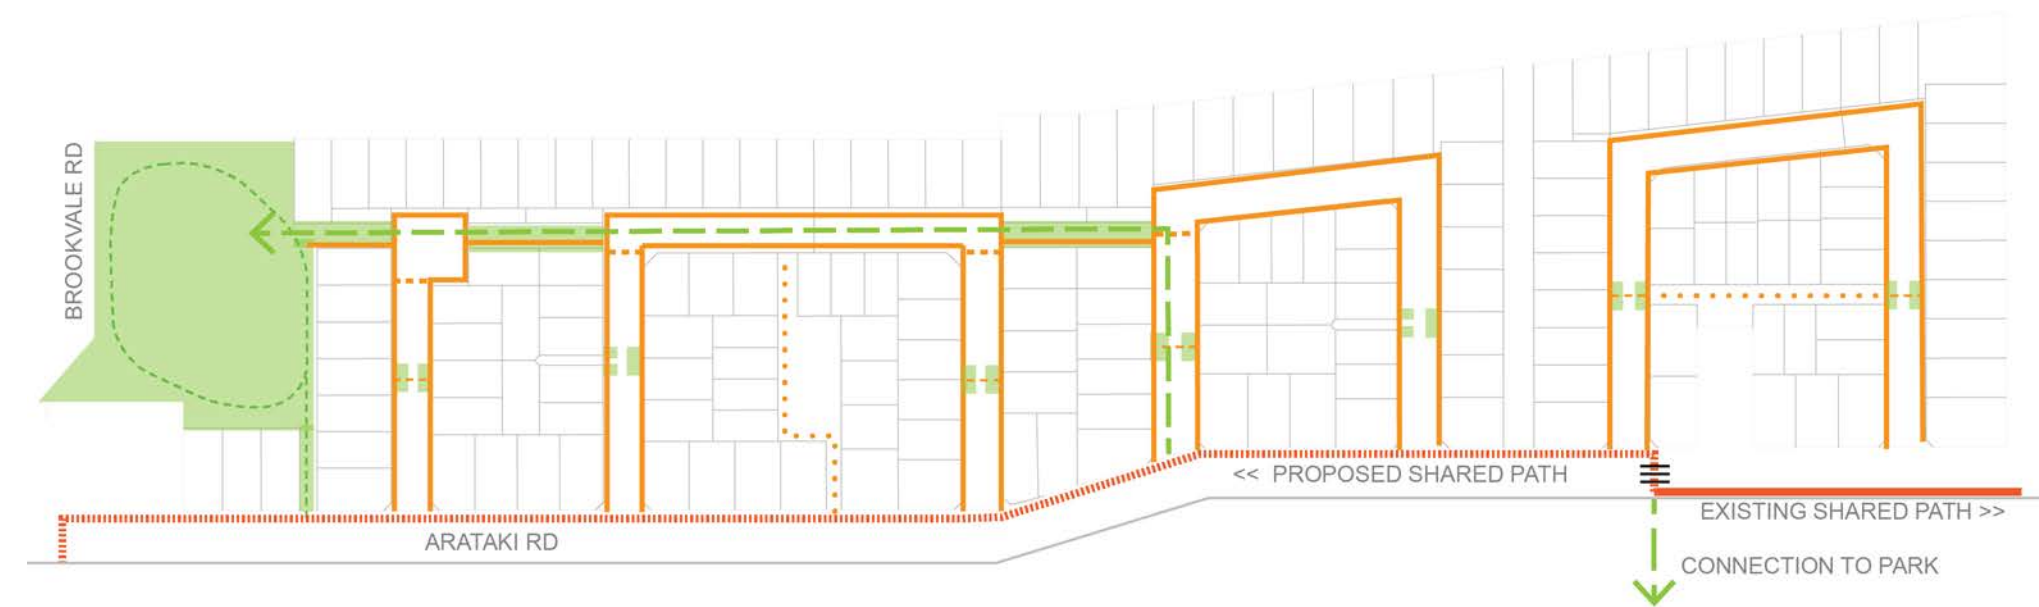 BROOKVALE RD
<< PROPOSED SHARED PATH
EXISTING SHARED PATH >>
ARATAKI RD
CONNECTION TO PARK